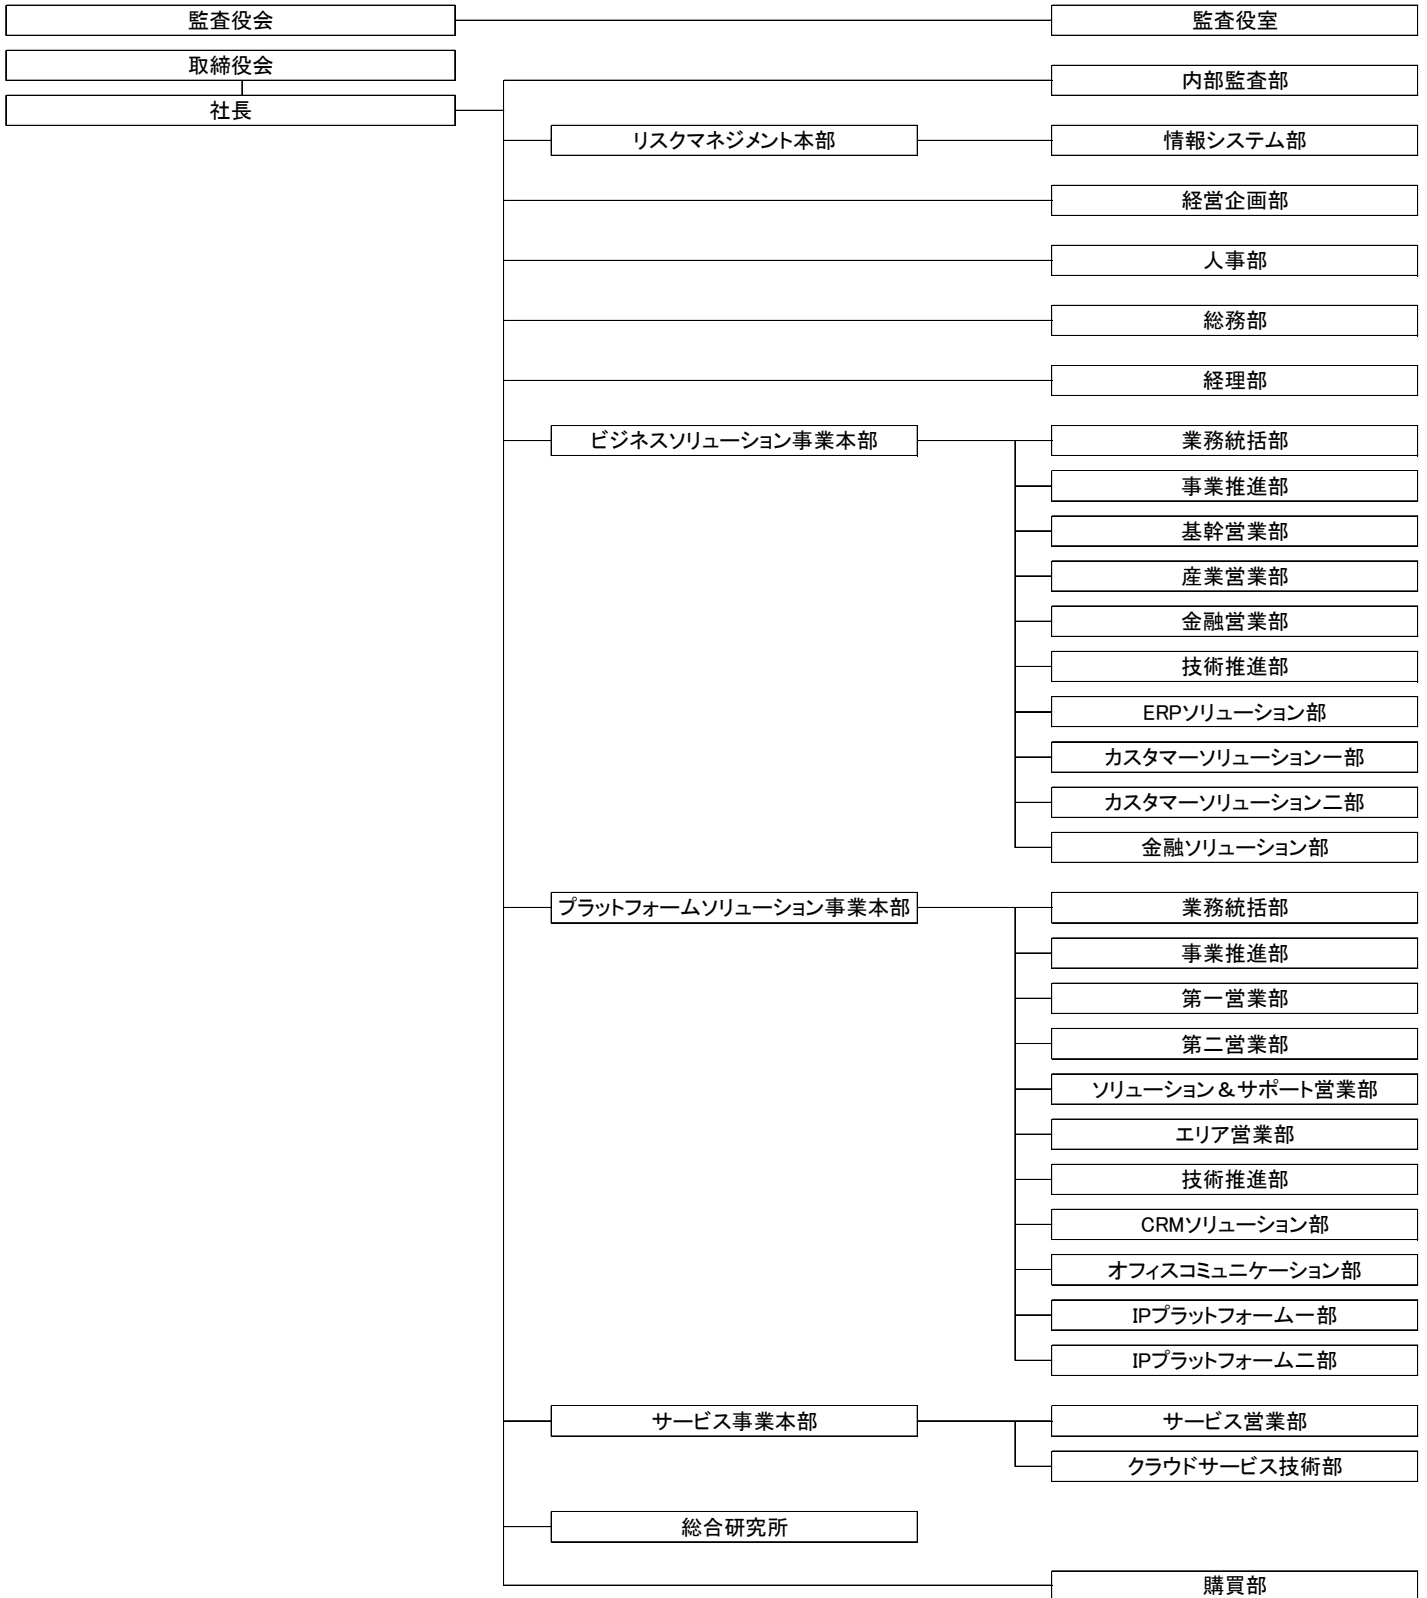 監査役会
監査役室
取締役会
内部監査部
社長
リスクマネジメント本部
情報システム部
経営企画部
人事部
総務部
経理部
ビジネスソリューション事業本部
業務統括部
事業推進部
基幹営業部
産業営業部
金融営業部
技術推進部
ERPソリューション部
カスタマーソリューション一部
カスタマーソリューション二部
金融ソリューション部
プラットフォームソリューション事業本部
業務統括部
事業推進部
第一営業部
第二営業部
ソリューション＆サポート営業部
エリア営業部
技術推進部
CRMソリューション部
オフィスコミュニケーション部
IPプラットフォーム一部
IPプラットフォーム二部
サービス事業本部
サービス営業部
クラウドサービス技術部
総合研究所
購買部